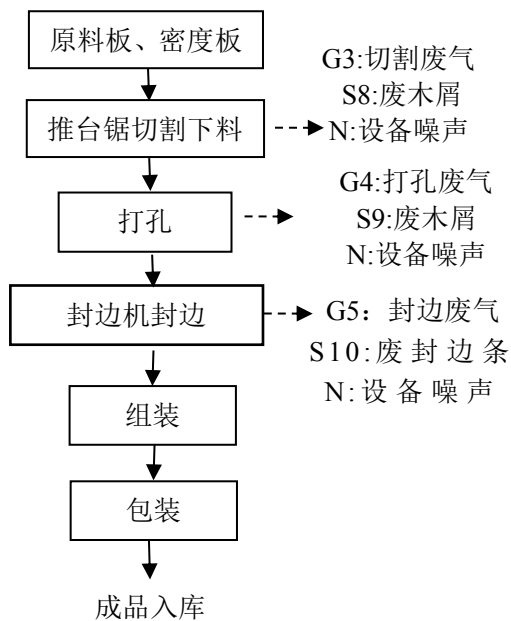 原料板、密度板
G3:切割废气
S8:废木屑
推台锯切割下料
N:设备噪声
G4:打孔废气
打孔
S9:废木屑
N:设备噪声
封边机封边
G5：封边废气
S10:废封边条
N:设备噪声
组装
包装
成品入库